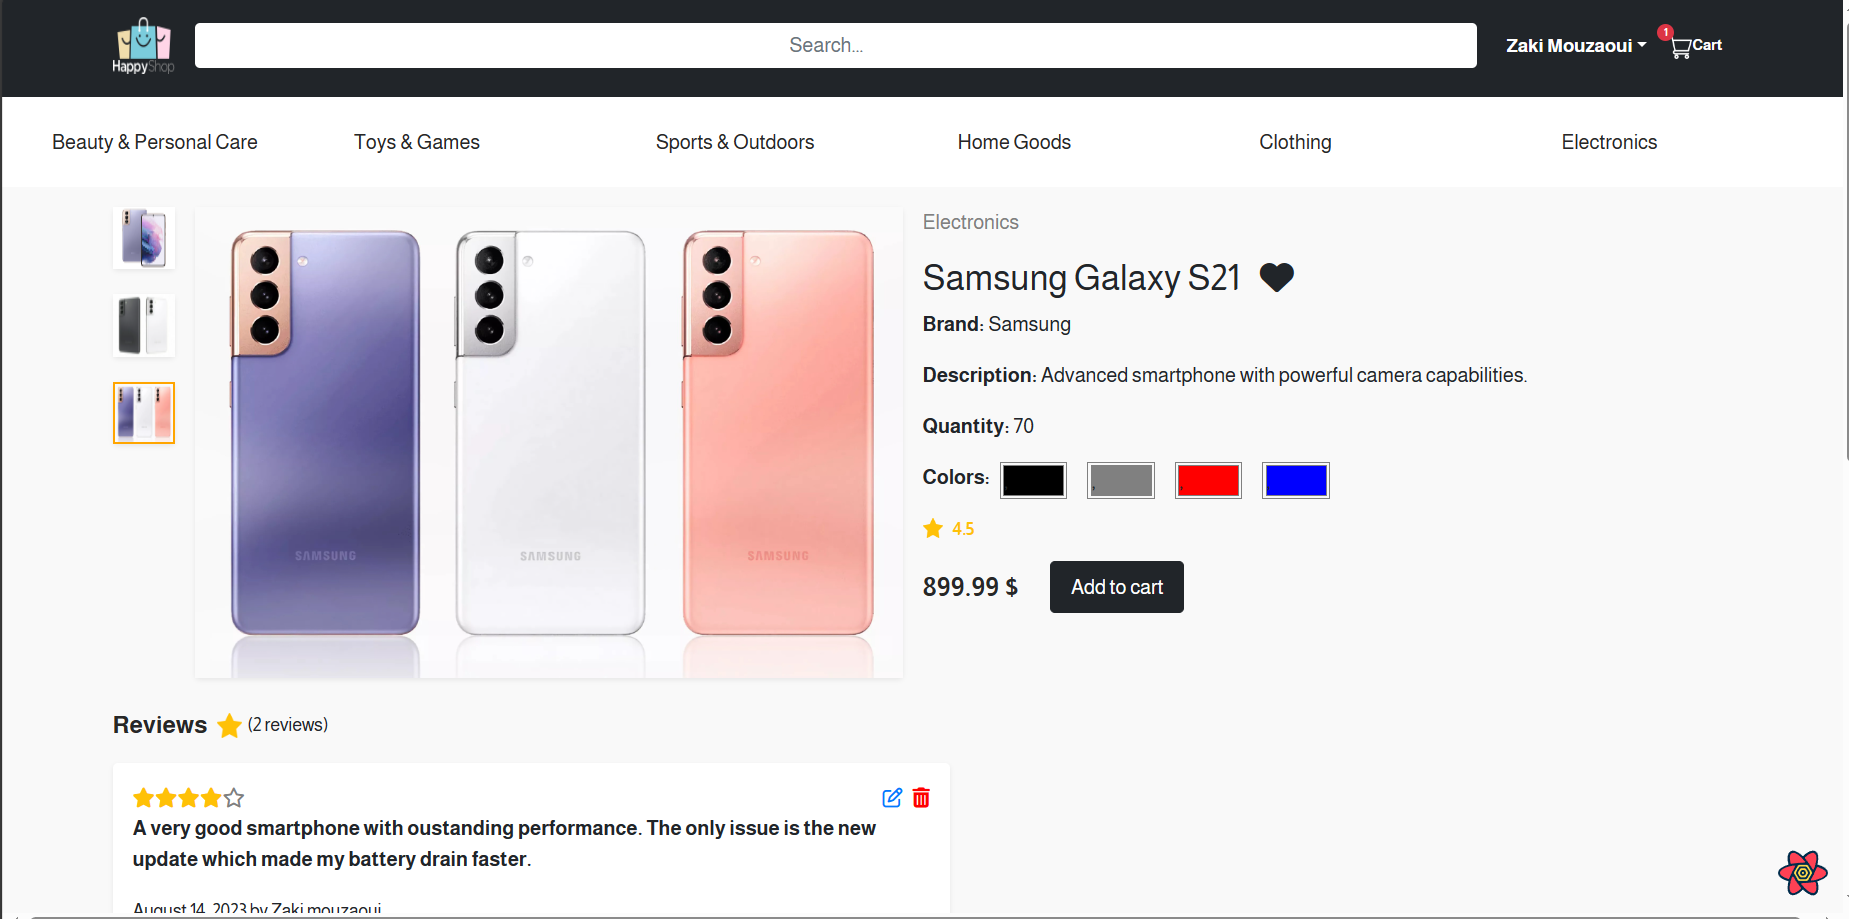 HappyShop
Search...
Zaki Mouzaoui
1
Cart
Beauty & Personal Care
Toys & Games
Sports & Outdoors
Home Goods
Clothing
Electronics
Electronics
Samsung Galaxy S21
Brand: Samsung
Description: Advanced smartphone with powerful camera capabilities.
Quantity: 70
Colors:
, ,
4.5
899.99 $
Add to cart
SAMSUNG
SAMSUNG
SAMSUNG
Reviews (2 reviews)
A very good smartphone with oustanding performance. The only issue is the new
update which made my battery drain faster.
August 14, 2023 by Zaki mouzaoui